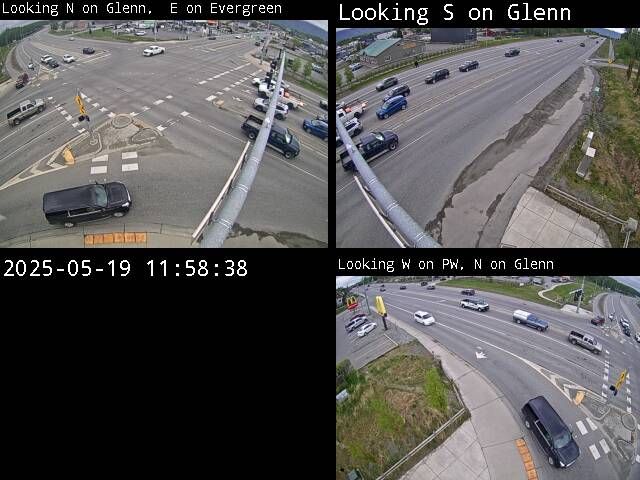 Looking N on Glenn,  E on Evergreen
Looking S on Glenn
2025-05-19 11:58:38
Looking W on PW, N on Glenn